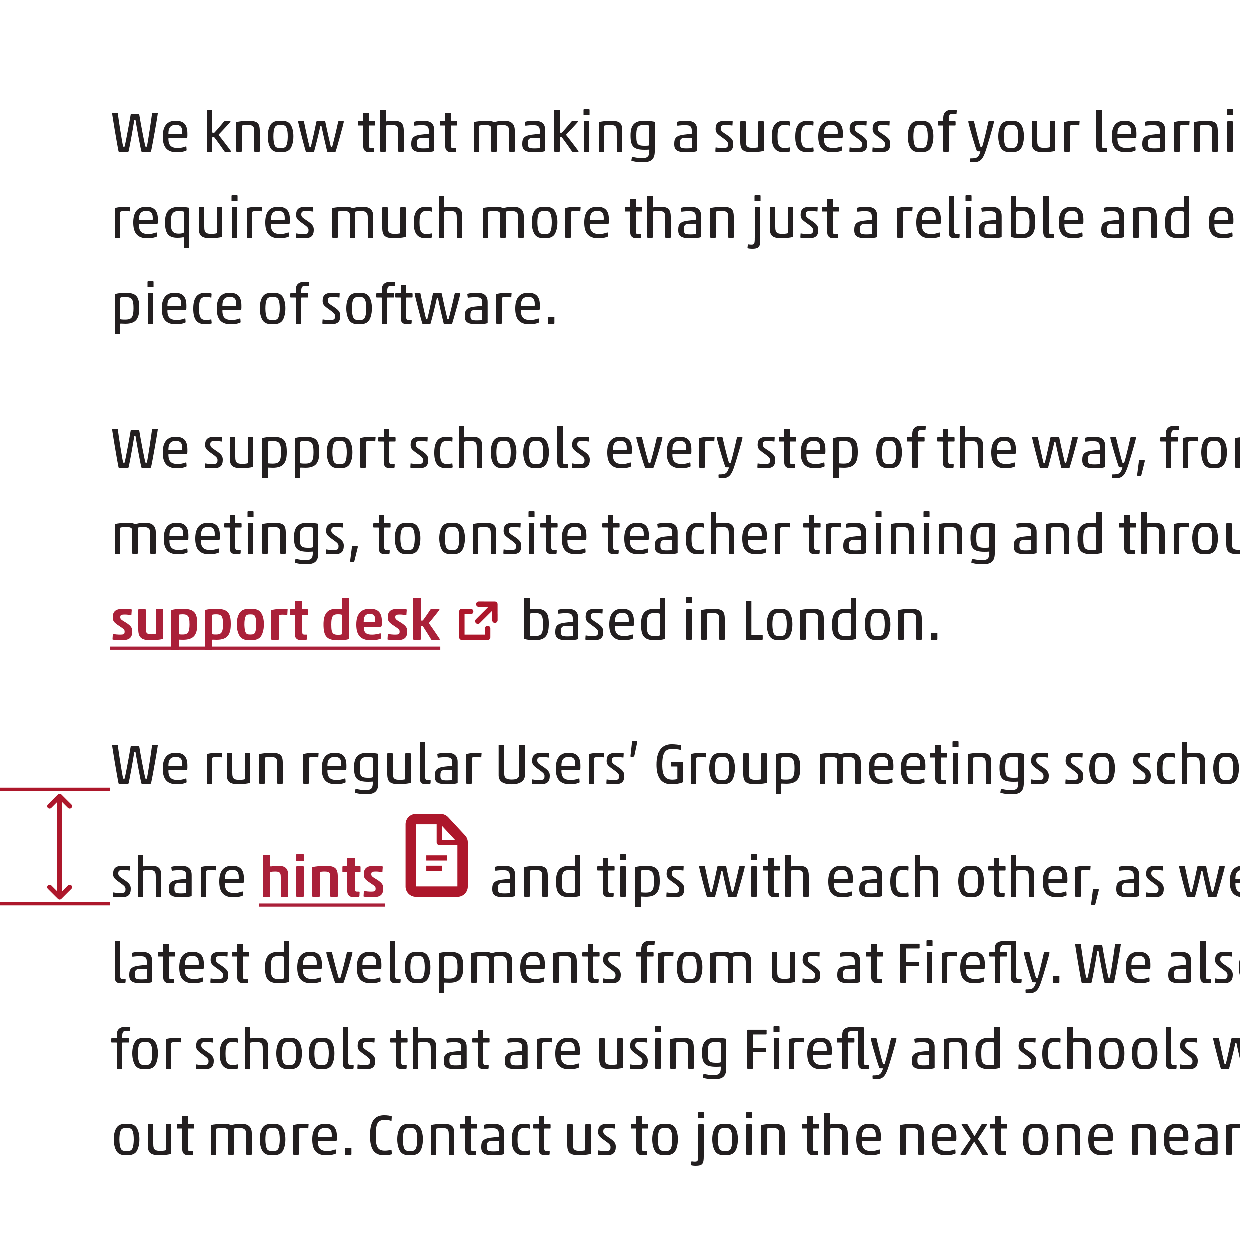 We know that making a success of your learni
requires much more than just a reliable and e
piece of software.
We support schools every step of the way, fror
meetings, to onsite teacher training and throu
support desk based in London.
We run regular Users’ Group meetings so scho
share hints and tips with each other, as we
latest developments from us at Firefly. We also
for schools that are using Firefly and schools w
out more. Contact us to join the next one near